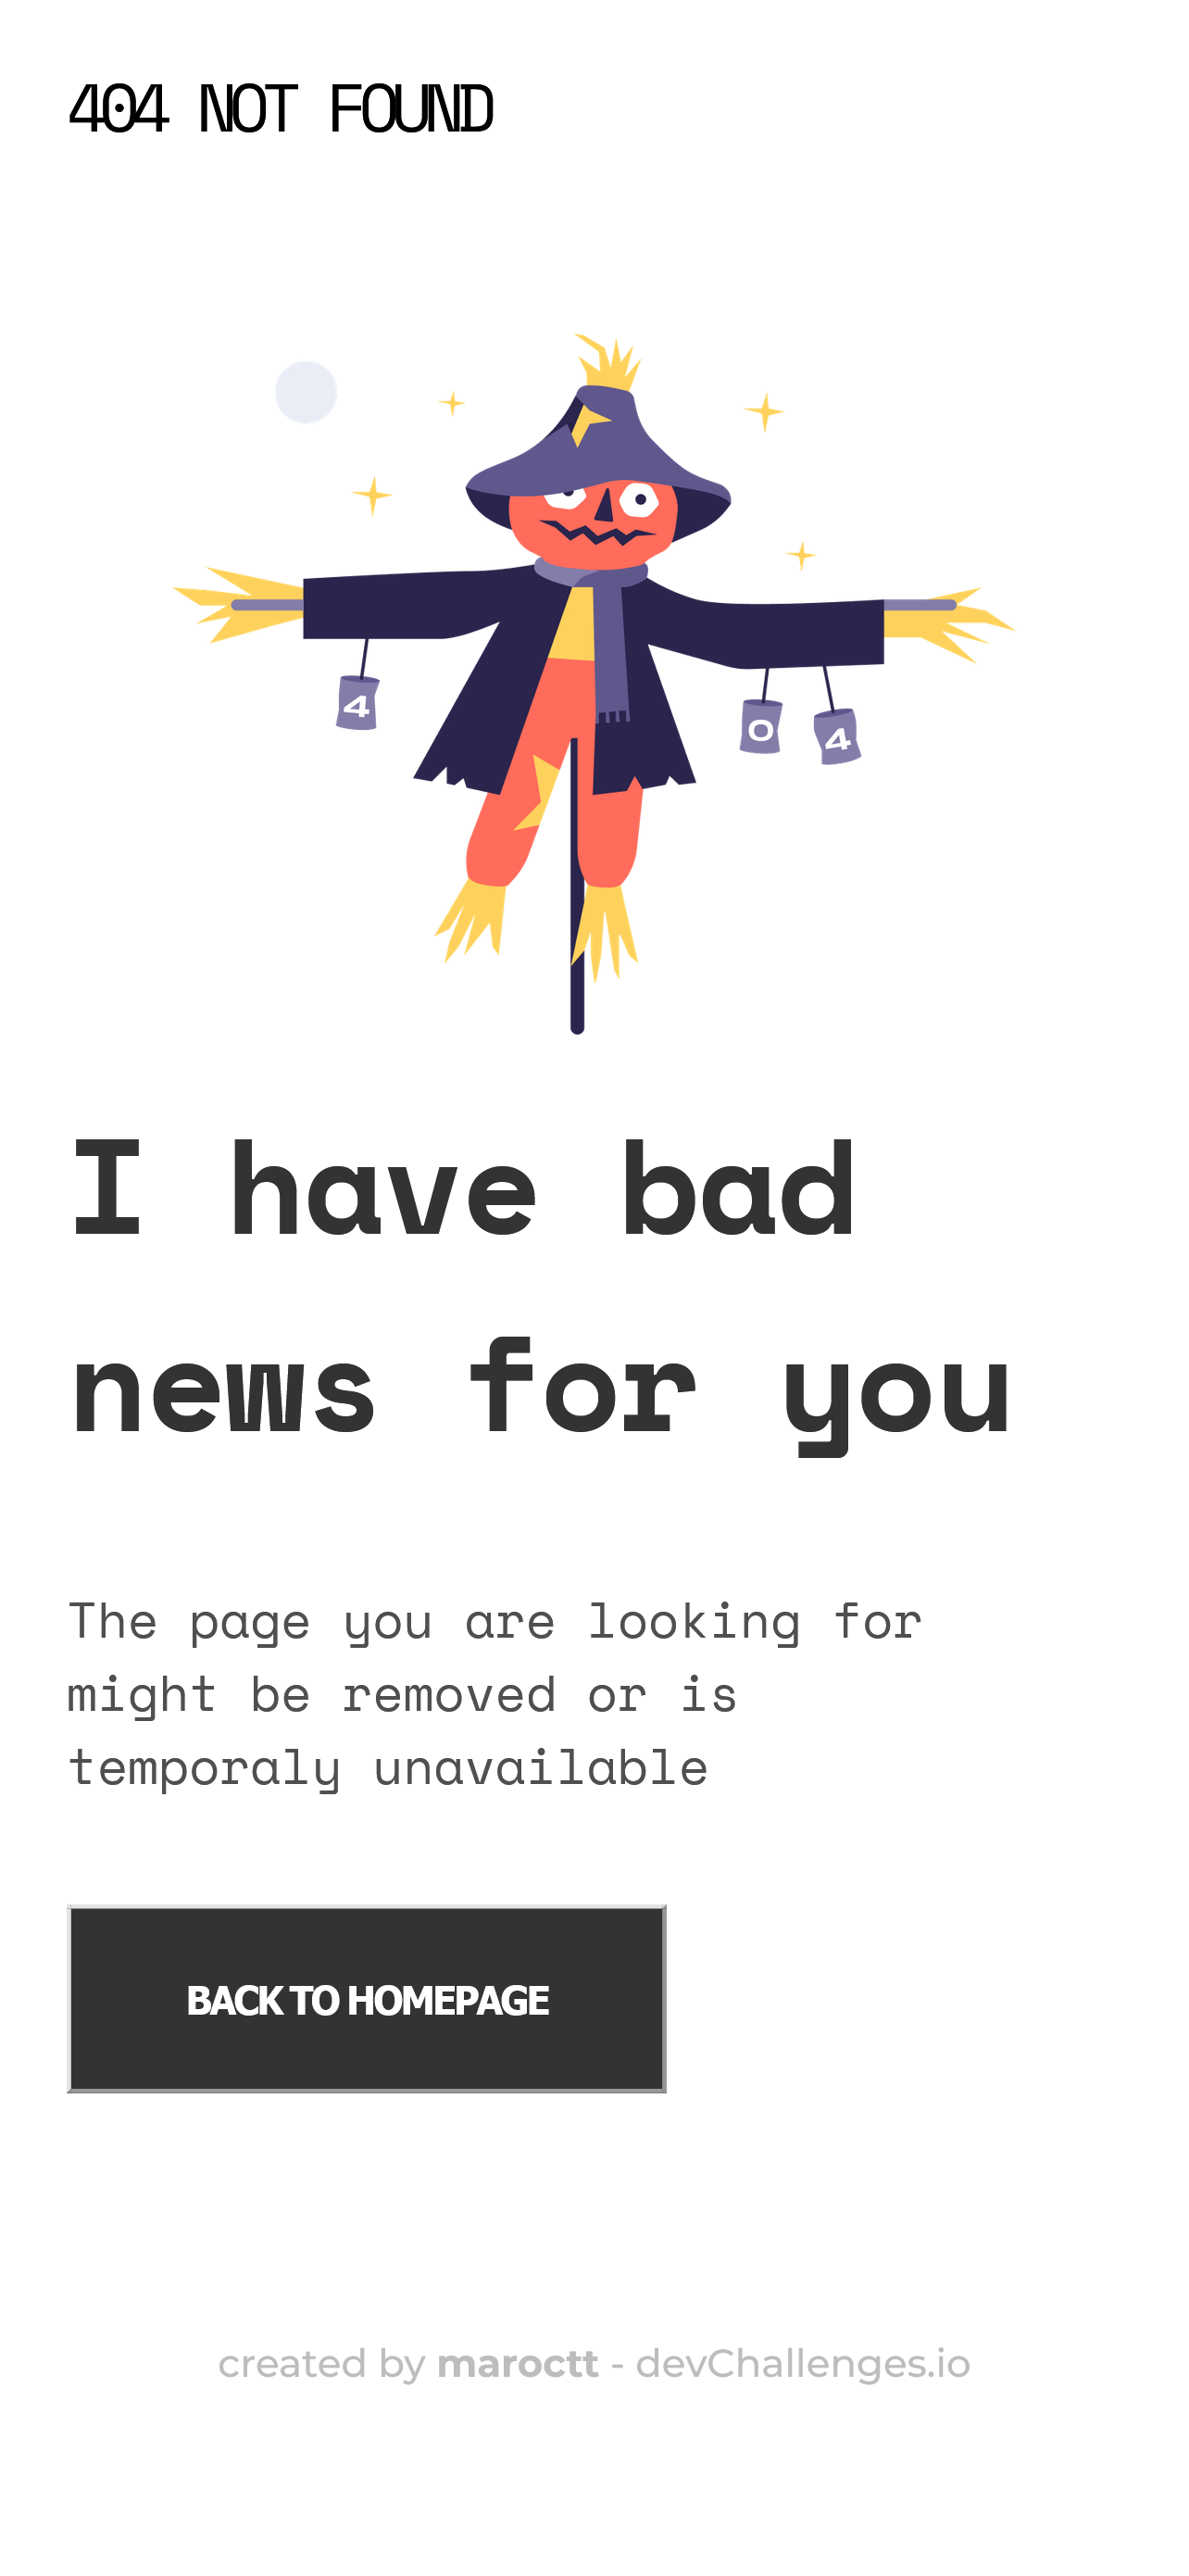 404 NOT FOUND
4
0
4
I have bad
news for you
The page you are looking for
might be removed or is
temporaly unavailable
BACK TO HOMEPAGE
created by maroctt - devChallenges.io